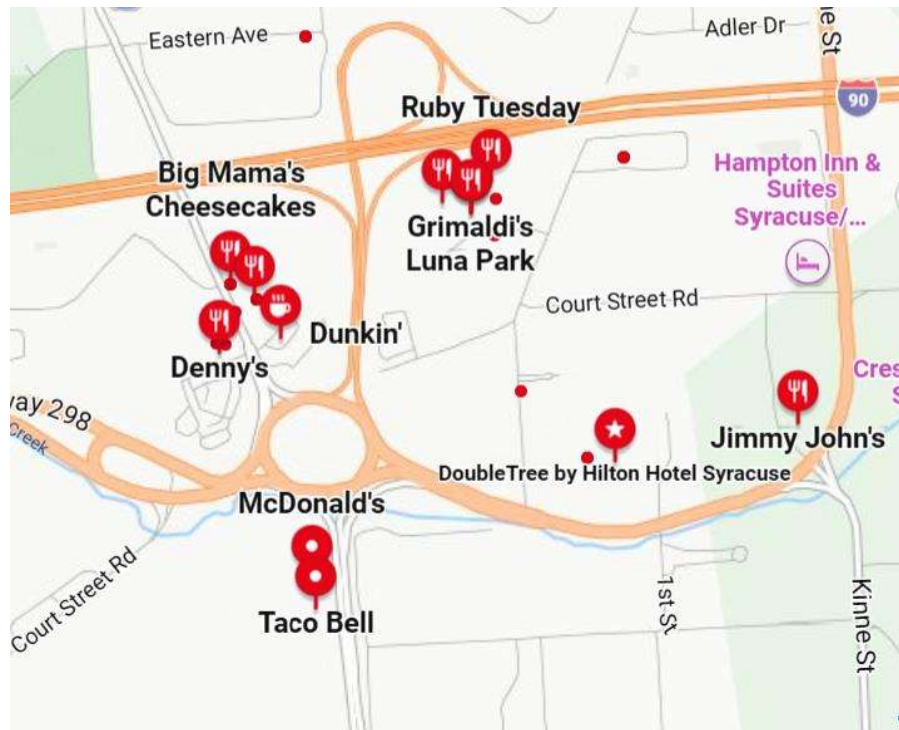 Eastern Ave
Adler Dr
ne St
90
Ruby Tuesday
Big Mama's
Cheesecakes
Hampton Inn &
Suites
Syracuse/...
Grimaldi's
Luna Park
Court Street Rd
Dunkin'
Denny's
Cres
S
way 298
Creek
Jimmy John's
DoubleTree by Hilton Hotel Syracuse
McDonald's
Court Street Rd
Taco Bell
1st St
Kinne St